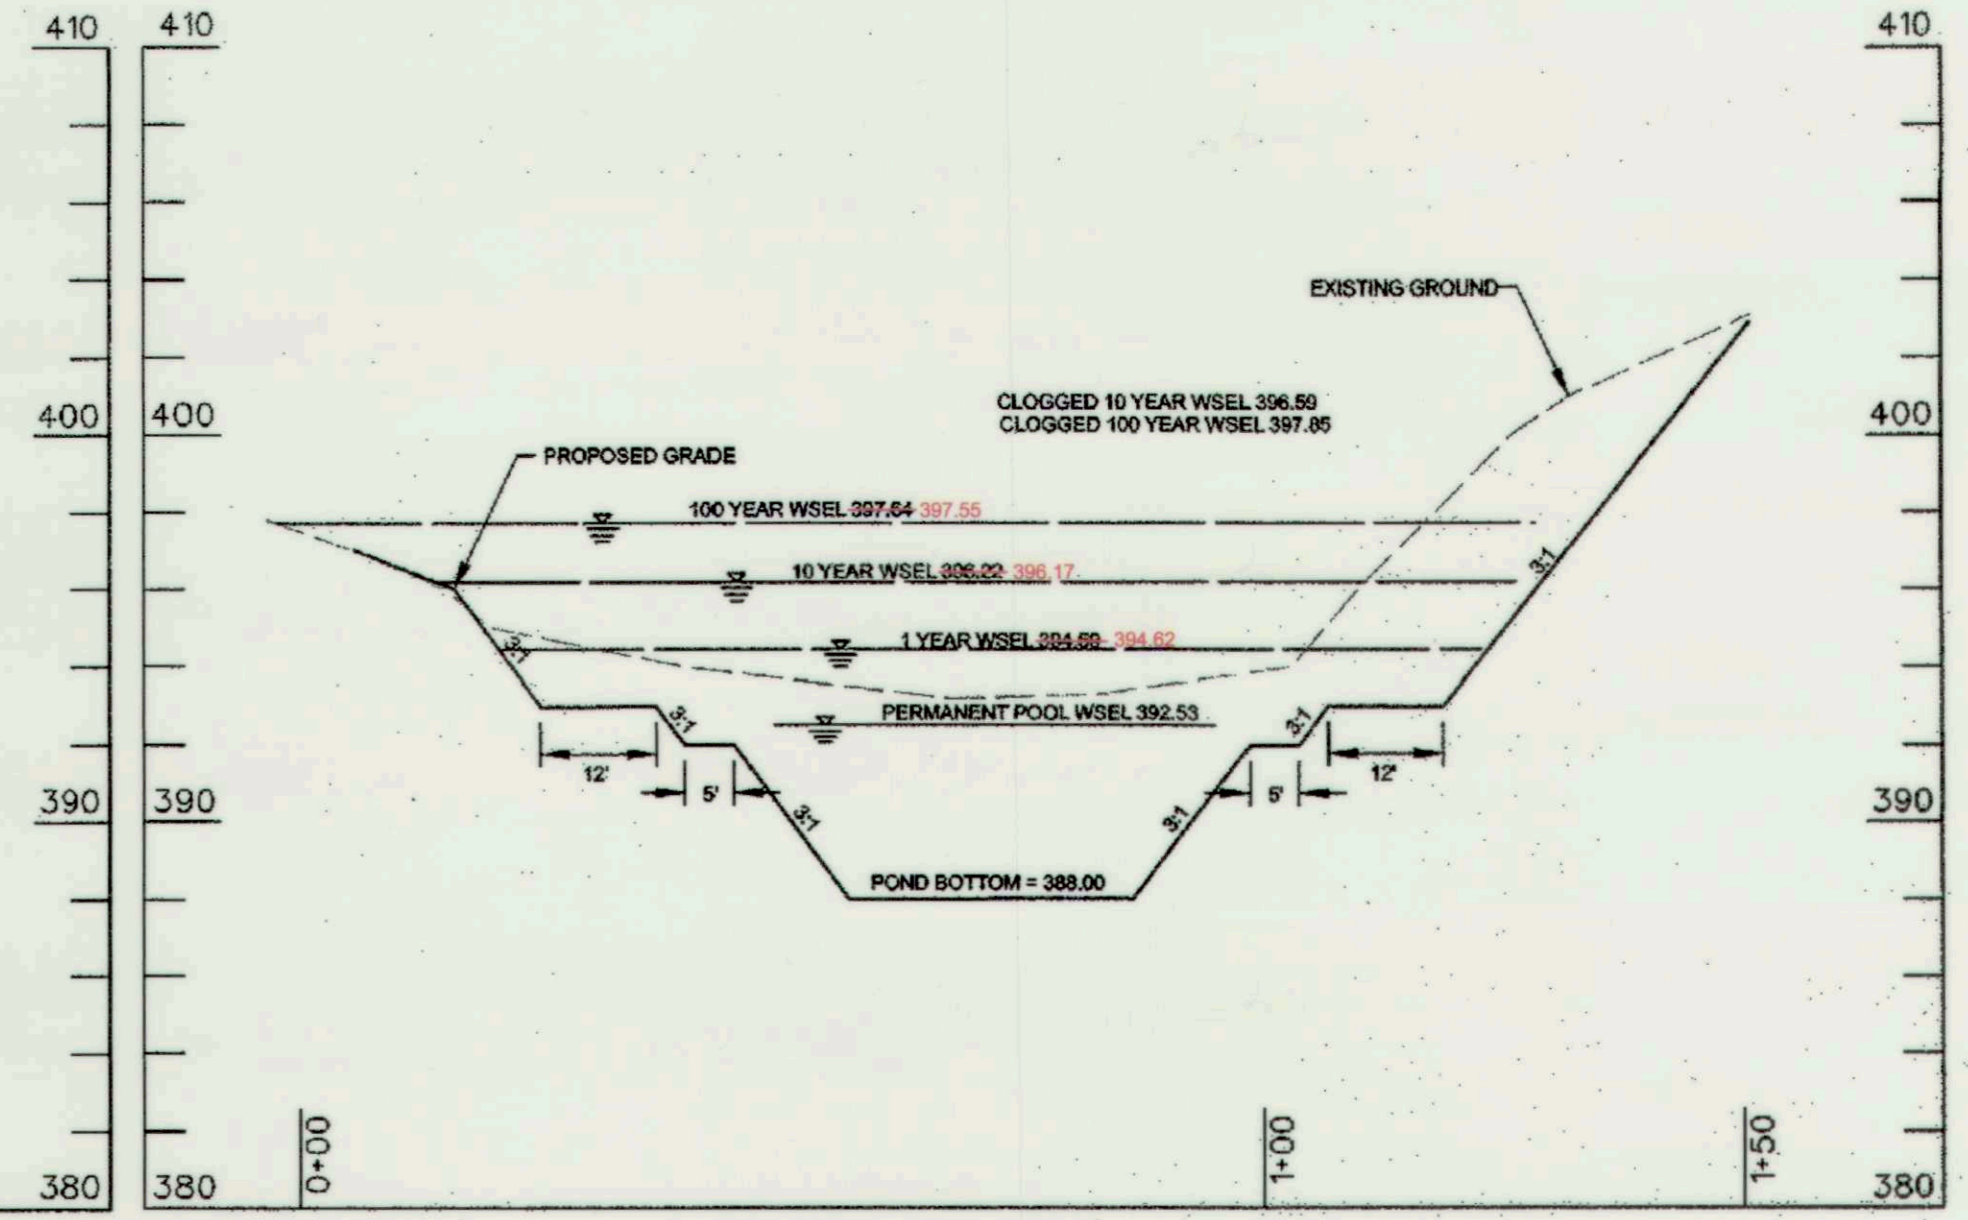 410 410 410
EXISTING GROUND
CLOGGED 10 YEAR WSEL 396.59
CLOGGED 100 YEAR WSEL 397.85
400 400 400
PROPOSED GRADE
100 YEAR WSEL 397.64 397.55
3:1
10 YEAR WSEL 396.22 396.17
1 YEAR WSEL 394.59 394.62
3:1
PERMANENT POOL WSEL 392.53
3:1 3:1
12' 12'
5' 5'
390 390 390
3:1 3:1
POND BOTTOM = 388.00
0+00 1+00 1+50
380 380 380